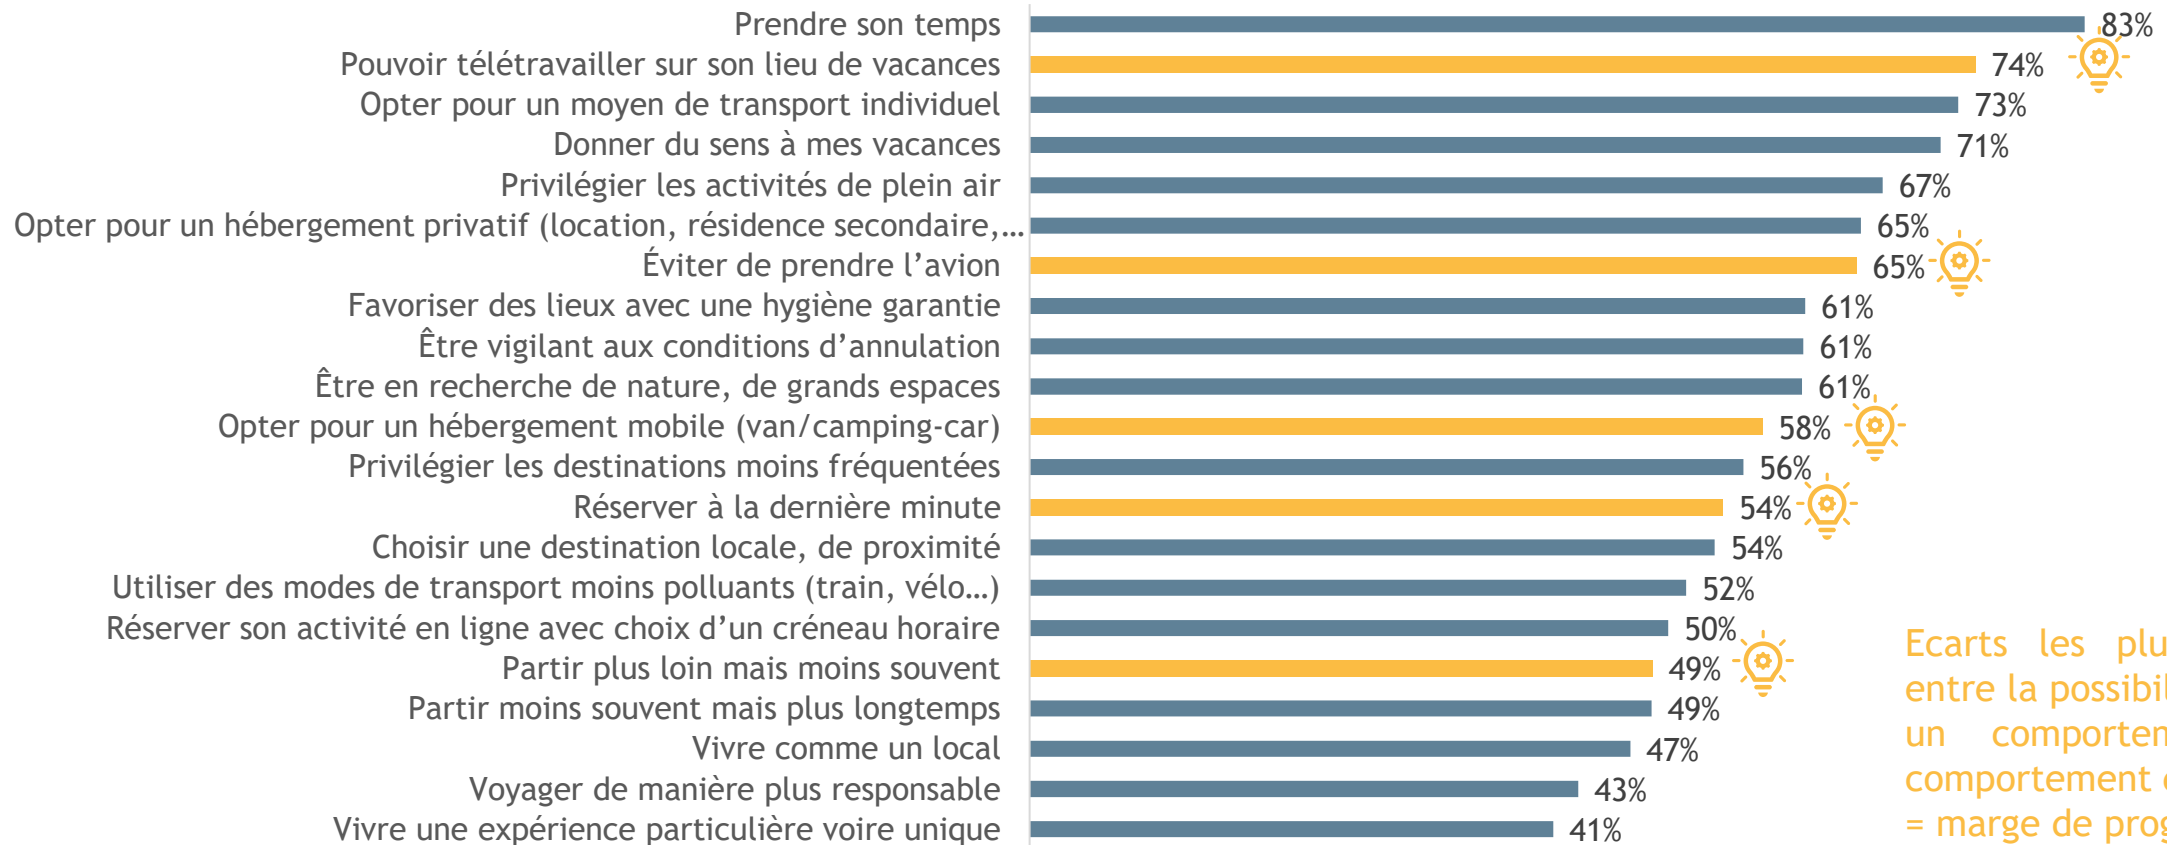 Prendre son temps 83%
Pouvoir télétravailler sur son lieu de vacances 74%
Opter pour un moyen de transport individuel 73%
Donner du sens à mes vacances 71%
Privilégier les activités de plein air 67%
Opter pour un hébergement privatif (location, résidence secondaire,… 65%
Éviter de prendre l’avion 65%
Favoriser des lieux avec une hygiène garantie 61%
Être vigilant aux conditions d’annulation 61%
Être en recherche de nature, de grands espaces 61%
Opter pour un hébergement mobile (van/camping-car) 58%
Privilégier les destinations moins fréquentées 56%
Réserver à la dernière minute 54%
Choisir une destination locale, de proximité 54%
Utiliser des modes de transport moins polluants (train, vélo…) 52%
Réserver son activité en ligne avec choix d’un créneau horaire 50%
Partir plus loin mais moins souvent 49%
Partir moins souvent mais plus longtemps 49%
Vivre comme un local 47%
Voyager de manière plus responsable 43%
Vivre une expérience particulière voire unique 41%
Ecarts les plu
entre la possibil
un comportem
comportement
= marge de prog